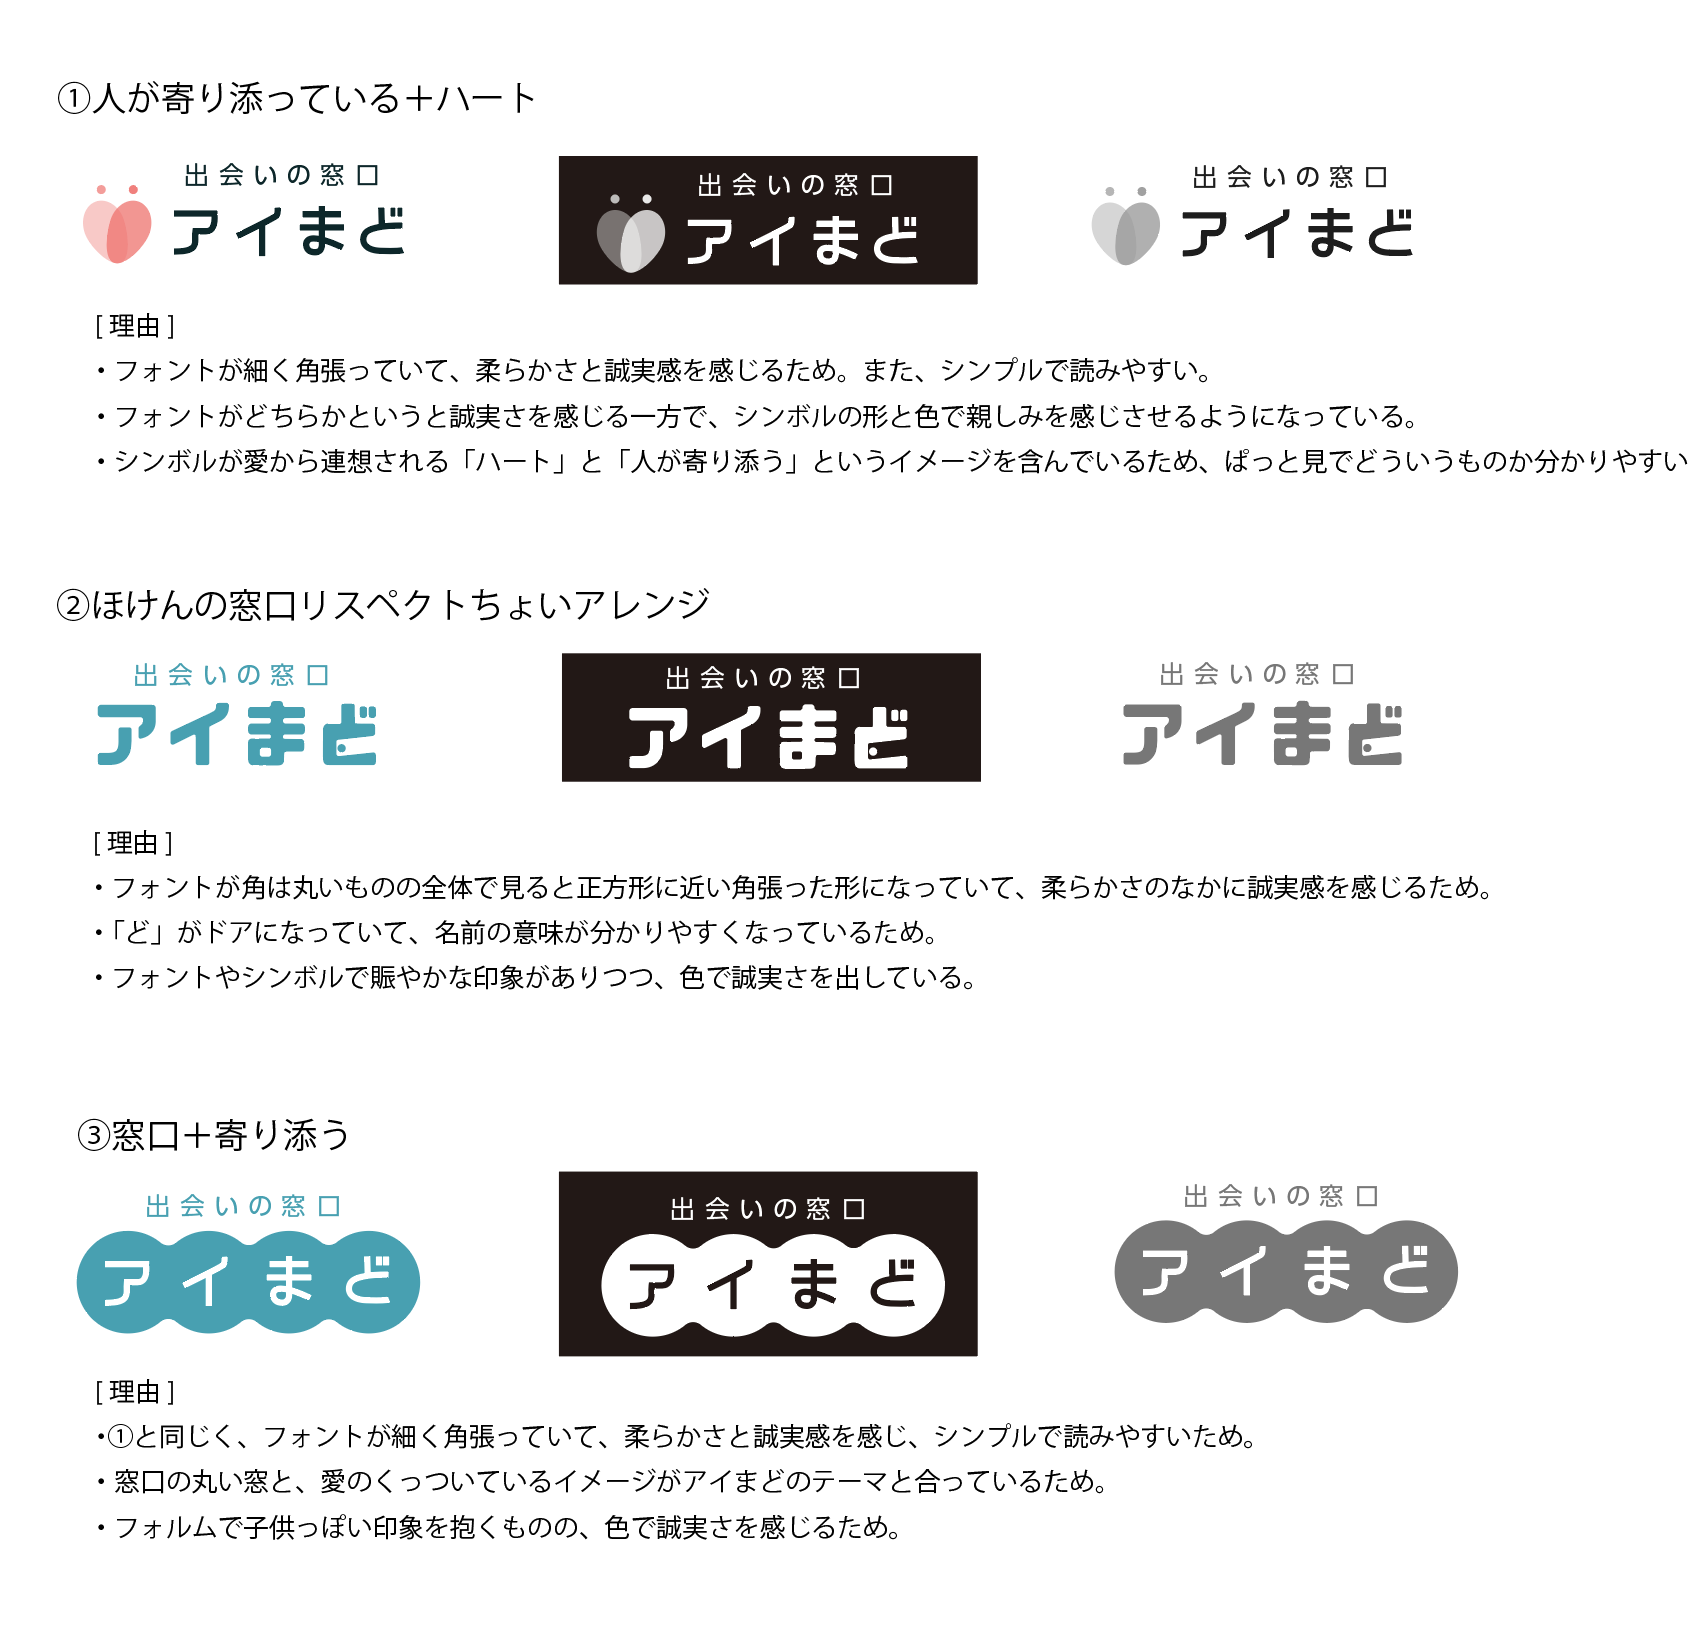 ①人が寄り添っている＋ハート
出会いの窓口
アイまど
出会いの窓口
アイまど
出会いの窓口
アイまど
[ 理由 ]
・フォントが細く角張っていて、柔らかさと誠実感を感じるため。また、シンプルで読みやすい。
・フォントがどちらかというと誠実さを感じる一方で、シンボルの形と色で親しみを感じさせるようになっている。
・シンボルが愛から連想される「ハート」と「人が寄り添う」というイメージを含んでいるため、ぱっと見でどういうものか分かりやすい
②ほけんの窓口リスペクトちょいアレンジ
出会いの窓口
アイまど
出会いの窓口
アイまど
出会いの窓口
アイまど
[ 理由 ]
・フォントが角は丸いものの全体で見ると正方形に近い角張った形になっていて、柔らかさのなかに誠実感を感じるため。
・「ど」がドアになっていて、名前の意味が分かりやすくなっているため。
・フォントやシンボルで賑やかな印象がありつつ、色で誠実さを出している。
③窓口＋寄り添う
出会いの窓口
アイまど
出会いの窓口
アイまど
出会いの窓口
アイまど
[ 理由 ]
・①と同じく、フォントが細く角張っていて、柔らかさと誠実感を感じ、シンプルで読みやすいため。
・窓口の丸い窓と、愛のくっついているイメージがアイまどのテーマと合っているため。
・フォルムで子供っぽい印象を抱くものの、色で誠実さを感じるため。